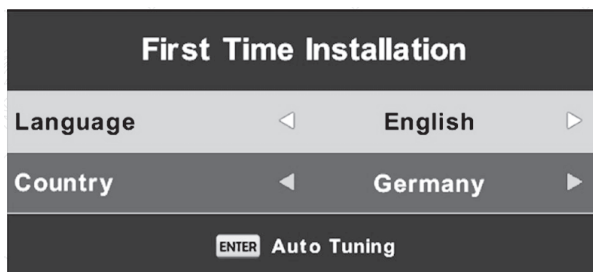 First Time Installation
Language English
Country Germany
ENTER Auto Tuning